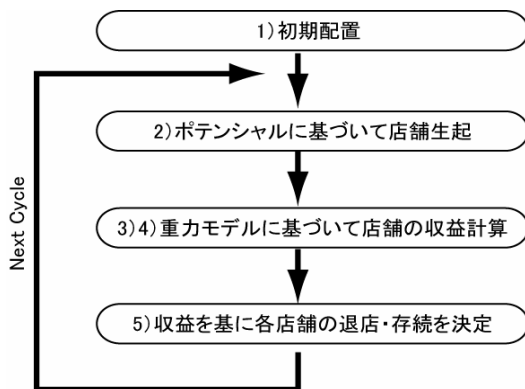 1)初期配置
2)ポテンシャルに基づいて店舗生起
3)4)重力モデルに基づいて店舗の収益計算
5)収益を基に各店舗の退店・存続を決定
Next Cycle